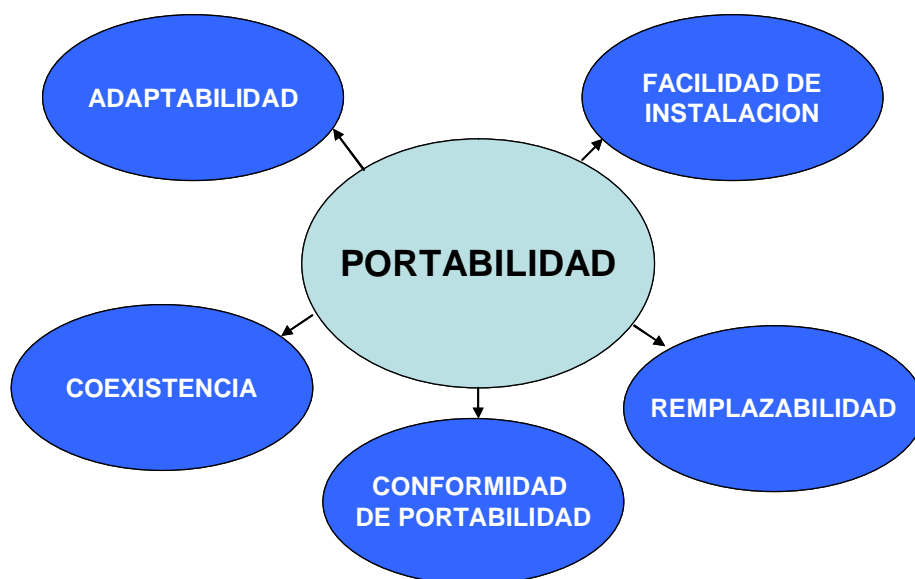 ADAPTABILIDAD
FACILIDAD DE
INSTALACION
PORTABILIDAD
COEXISTENCIA
REMPLAZABILIDAD
CONFORMIDAD
DE PORTABILIDAD